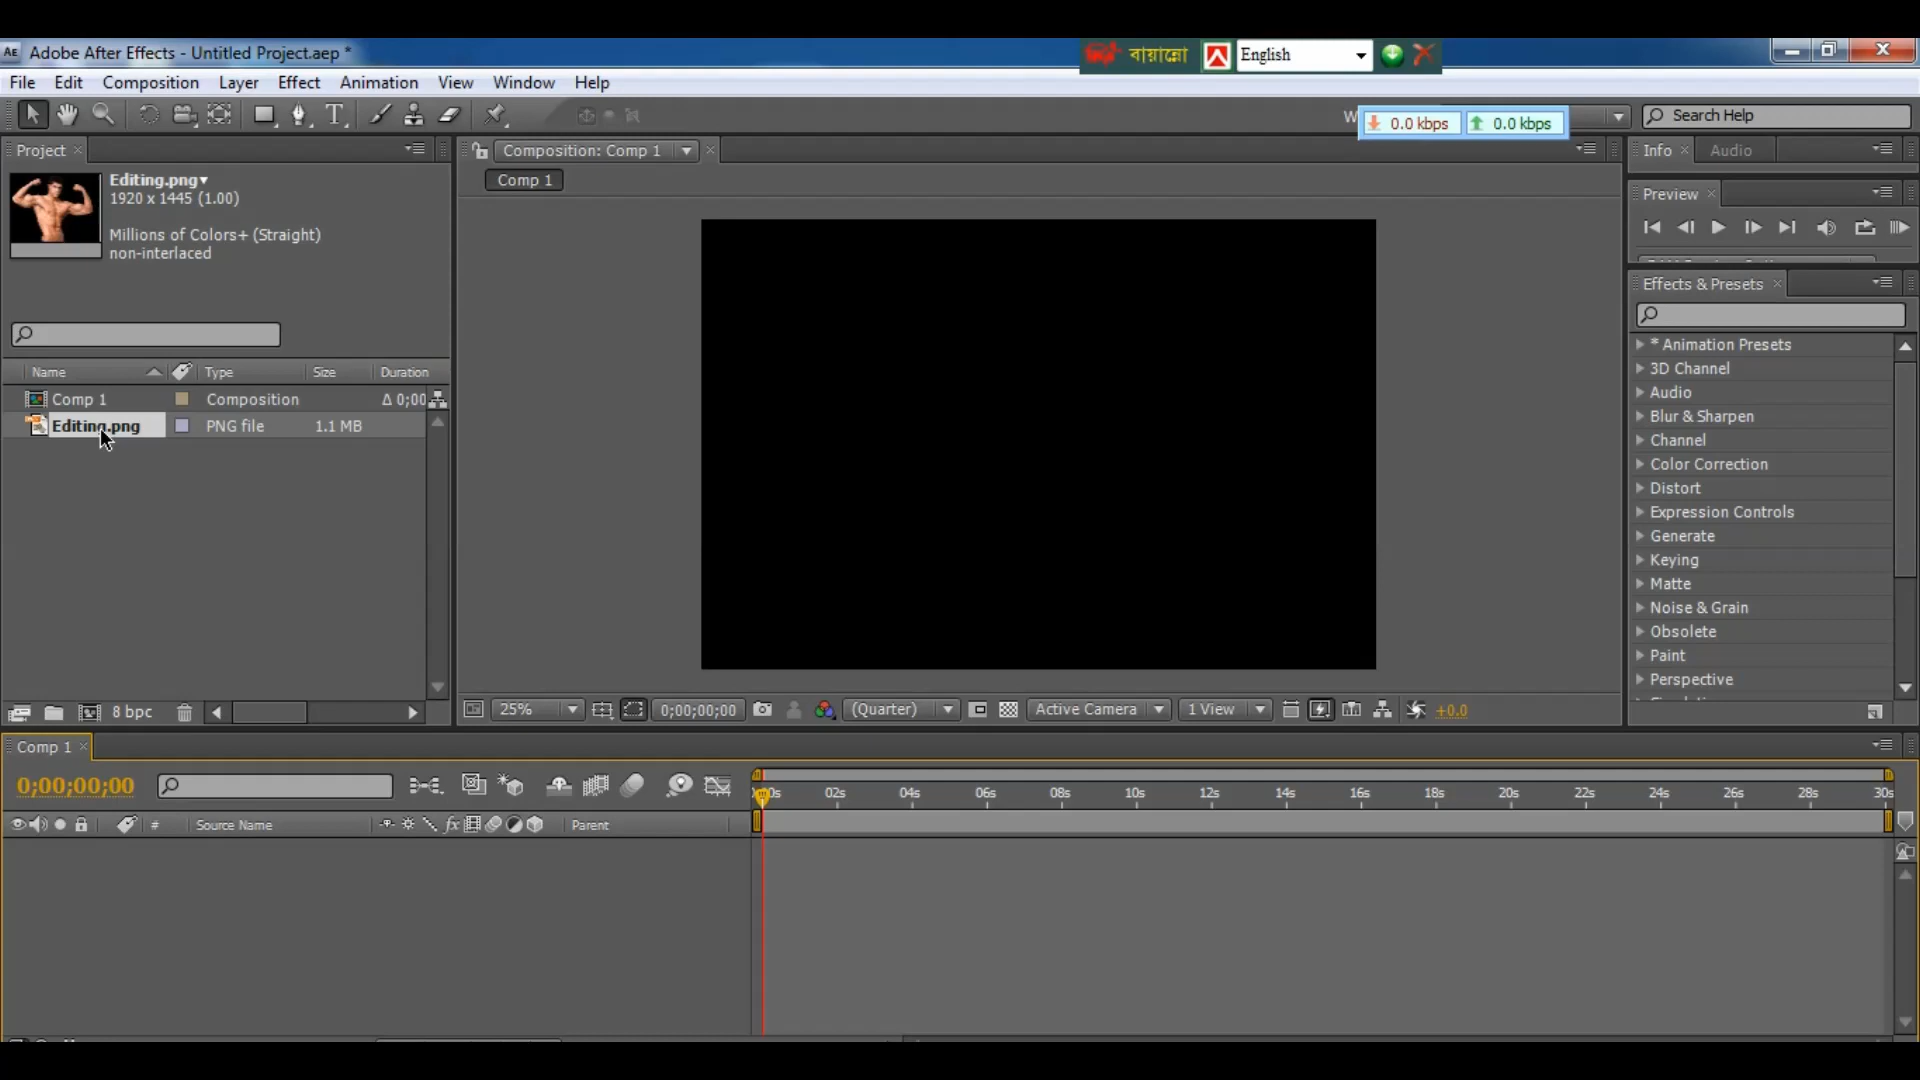 AE Adobe After Effects - Untitled Project.aep *
বায়ান্নো English
File Edit Composition Layer Effect Animation View Window Help
T W 0.0 kbps 0.0 kbps Search Help
Project
Editing.png
1920 x 1445 (1.00)
Millions of Colors+ (Straight)
non-interlaced
Name Type Size Duration
Comp 1 Composition Δ 0;00
Editing.png PNG file 1.1 MB
8 bpc
Composition: Comp 1
Comp 1
25% 0;00;00;00 (Quarter) Active Camera 1 View +0.0
Info Audio
Preview
Effects & Presets
* Animation Presets
3D Channel
Audio
Blur & Sharpen
Channel
Color Correction
Distort
Expression Controls
Generate
Keying
Matte
Noise & Grain
Obsolete
Paint
Perspective
Comp 1
0;00;00;00
0s 02s 04s 06s 08s 10s 12s 14s 16s 18s 20s 22s 24s 26s 28s 30s
# Source Name fx Parent